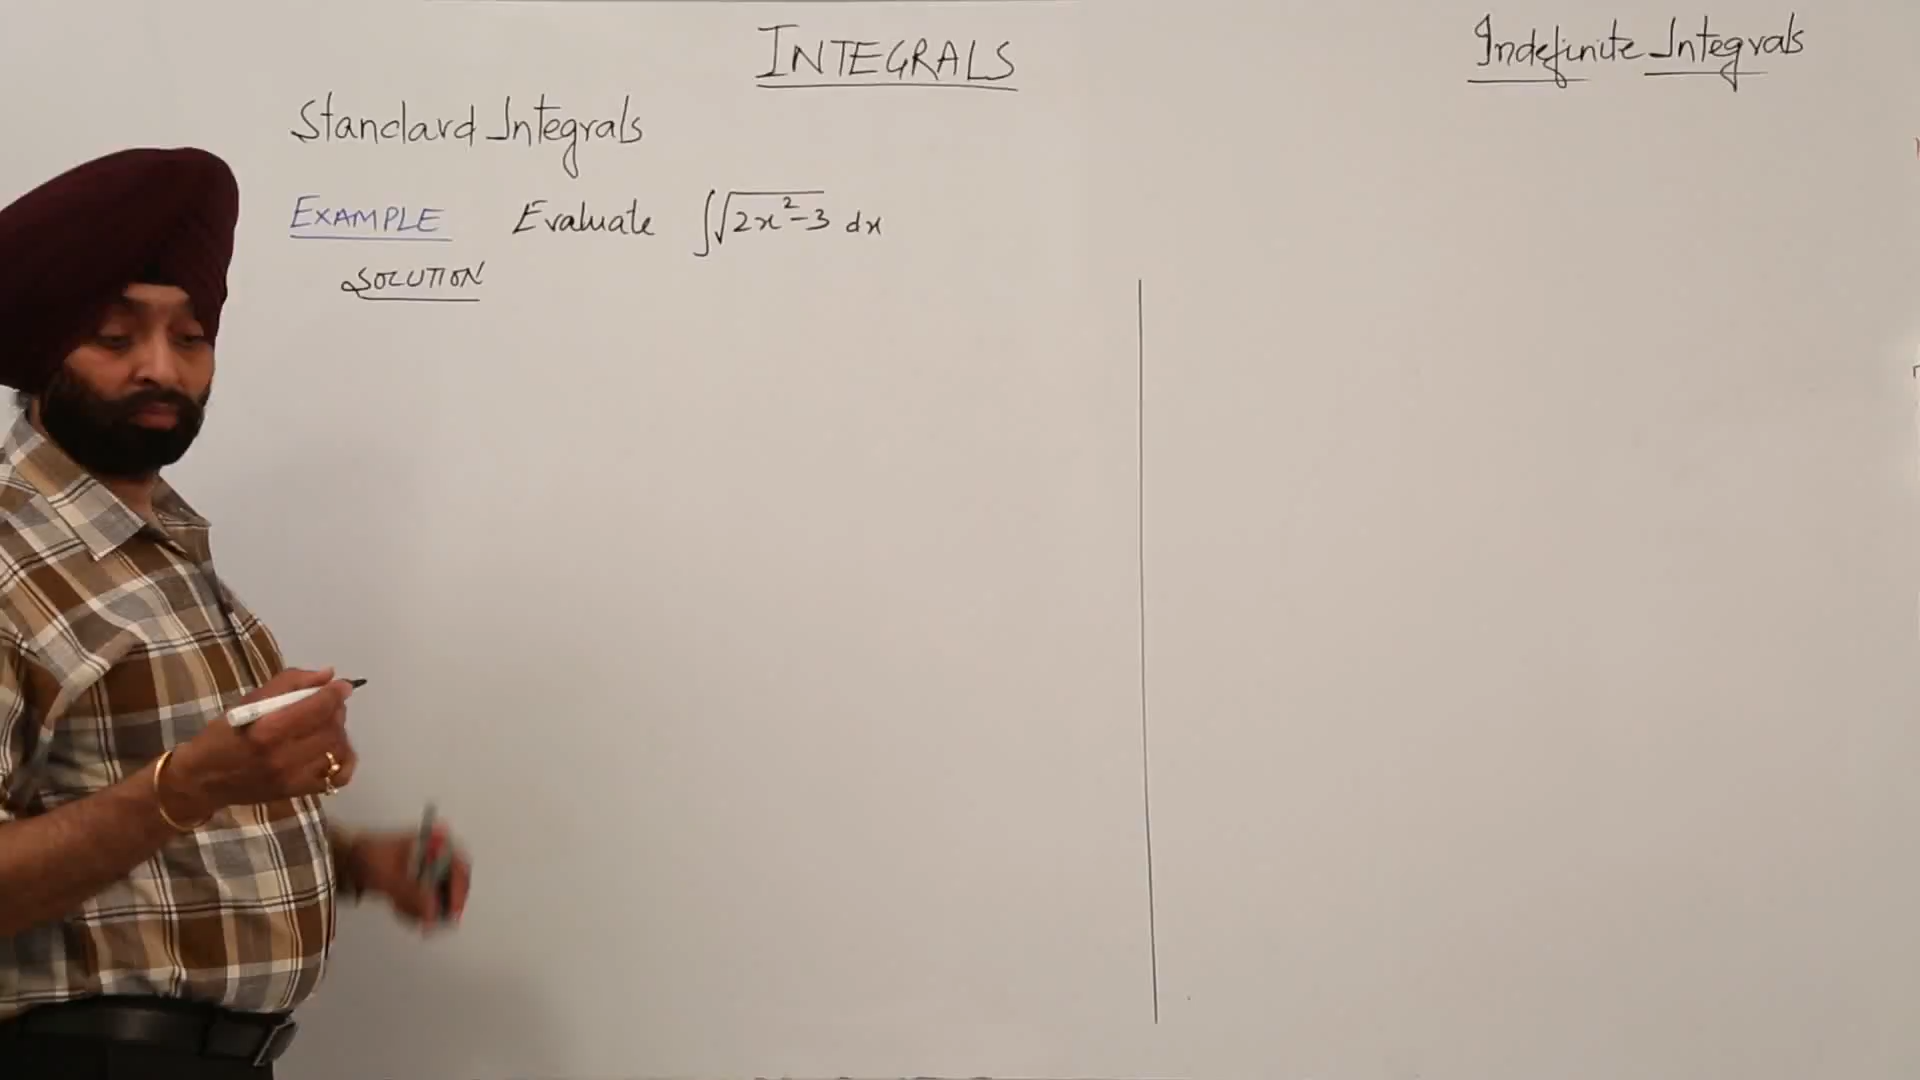 INTEGRALS
Indefinite Integrals
Standard Integrals
EXAMPLE Evaluate ∫√2x²-3 dx
SOLUTION